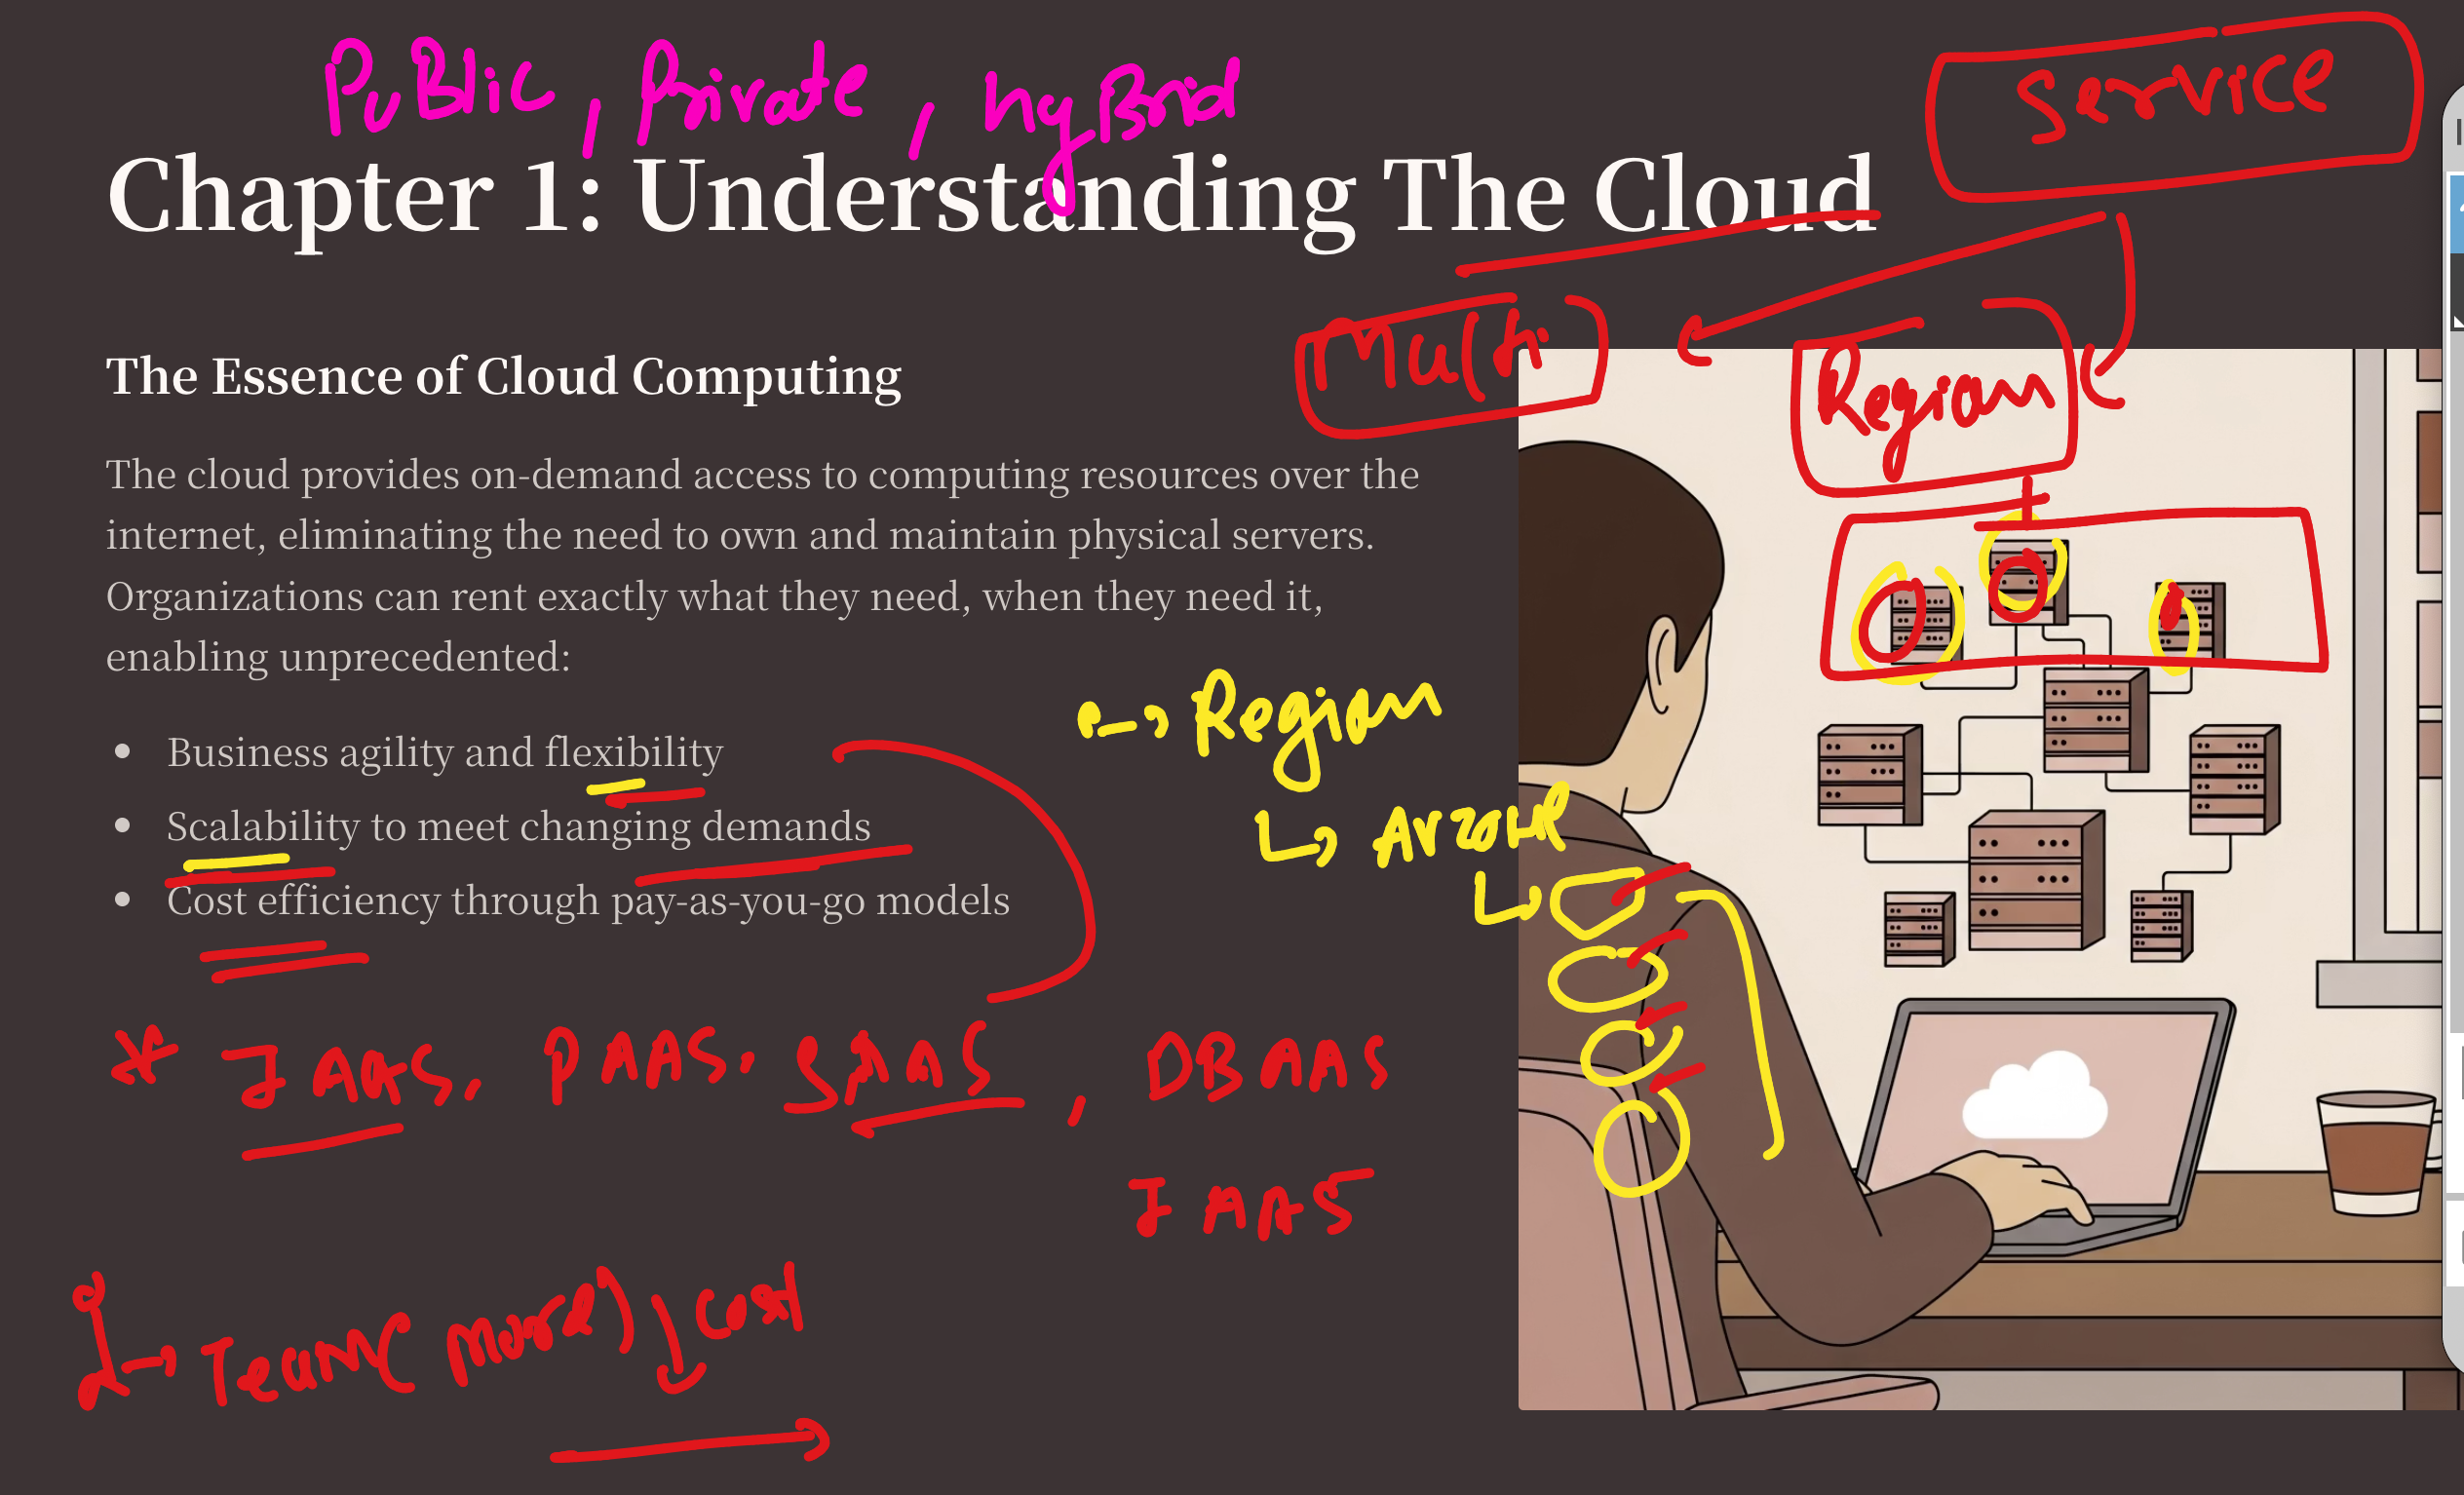 PuBlic, Private, hyBrid
Service
Chapter 1: Understanding The Cloud
Multi
Region
The Essence of Cloud Computing
The cloud provides on-demand access to computing resources over the
internet, eliminating the need to own and maintain physical servers.
Organizations can rent exactly what they need, when they need it,
enabling unprecedented:
Region
• Business agility and flexibility
• Scalability to meet changing demands
• Cost efficiency through pay-as-you-go models
* IAAS, PAAS. SAAS, DBAAS
Team( more) cost